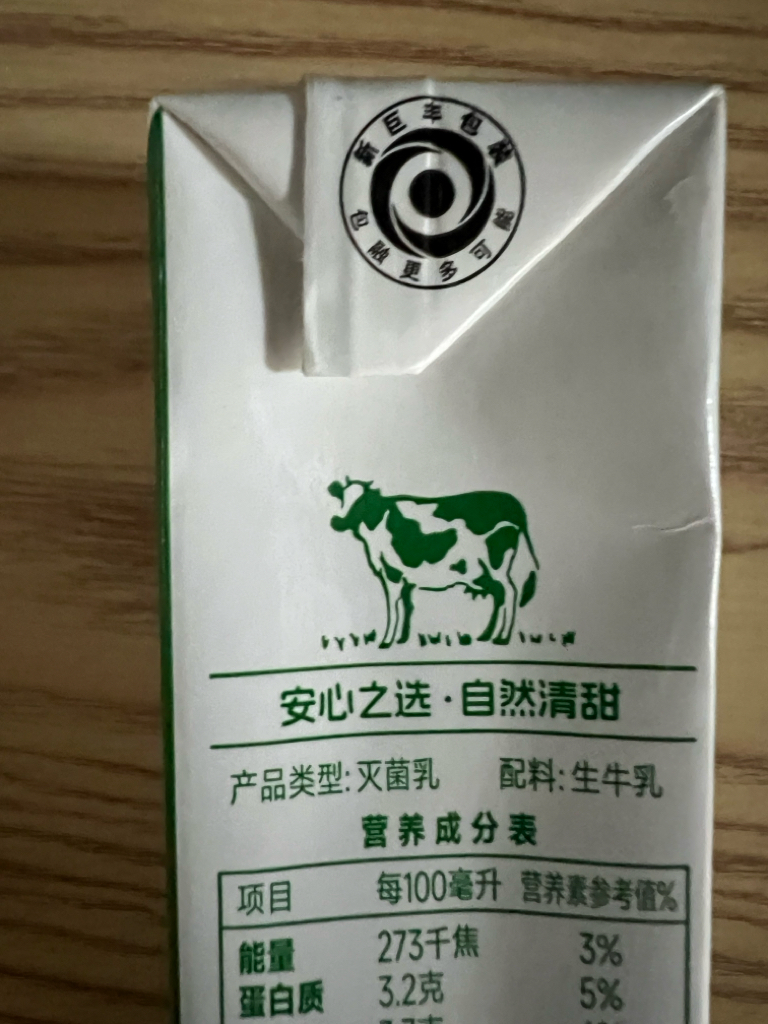 新巨丰包装
包融更多可能
安心之选·自然清甜
产品类型:灭菌乳 配料:生牛乳
营养成分表
项目 每100毫升 营养素参考值%
能量 273千焦 3%
蛋白质 3.2克 5%